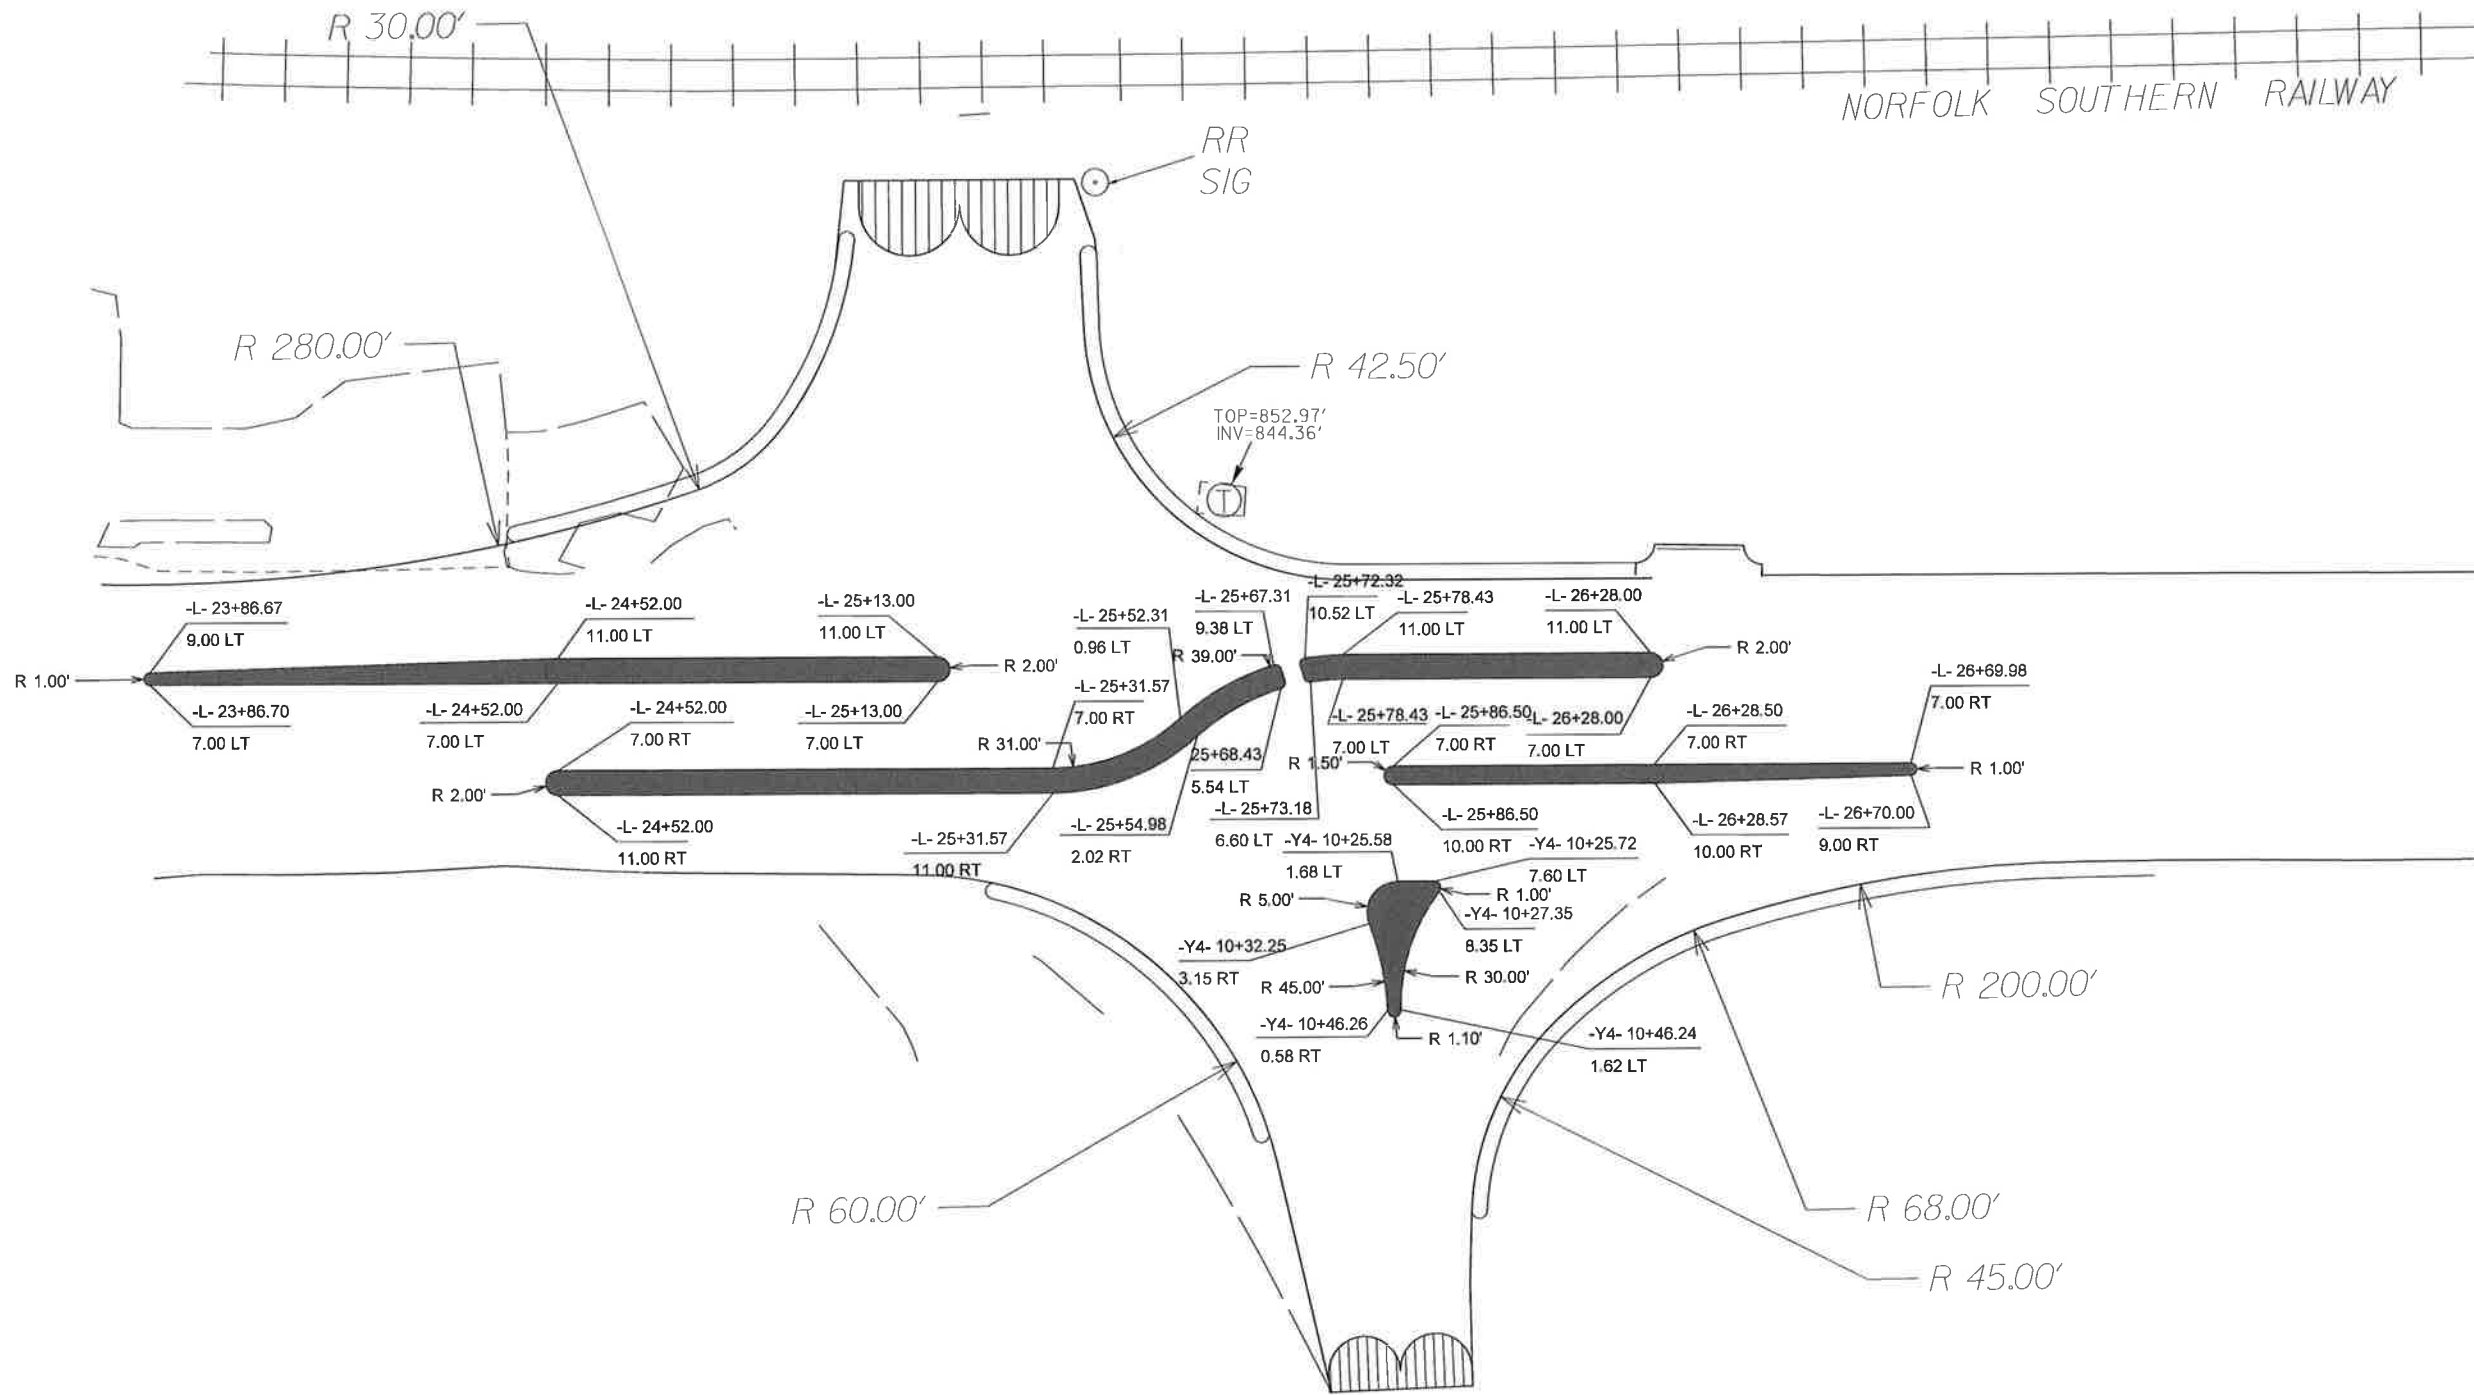 R 30.00'
NORFOLK SOUTHERN RAILWAY
RR
SIG
R 280.00'
R 42.50'
TOP=852.97'
INV=844.36'
T
-L- 23+86.67
9.00 LT
-L- 24+52.00
11.00 LT
-L- 25+13.00
11.00 LT
-L- 25+52.31
0.96 LT
-L- 25+67.31
9.38 LT
-L- 25+72.32
10.52 LT
-L- 25+78.43
11.00 LT
-L- 26+28.00
11.00 LT
R 1.00'
R 2.00'
R 39.00'
R 2.00'
-L- 26+69.98
7.00 RT
-L- 23+86.70
7.00 LT
-L- 24+52.00
7.00 LT
-L- 24+52.00
7.00 RT
-L- 25+13.00
7.00 LT
-L- 25+31.57
7.00 RT
-L- 25+78.43
7.00 LT
-L- 25+86.50
7.00 RT
-L- 26+28.00
7.00 LT
-L- 26+28.50
7.00 RT
R 31.00'
25+68.43
5.54 LT
R 1.50'
R 1.00'
R 2.00'
-L- 24+52.00
11.00 RT
-L- 25+31.57
11.00 RT
-L- 25+54.98
2.02 RT
-L- 25+73.18
6.60 LT
-L- 25+86.50
10.00 RT
-L- 26+28.57
10.00 RT
-L- 26+70.00
9.00 RT
-Y4- 10+25.58
1.68 LT
-Y4- 10+25.72
7.60 LT
R 5.00'
R 1.00'
-Y4- 10+27.35
8.35 LT
-Y4- 10+32.25
3.15 RT
R 45.00'
R 30.00'
-Y4- 10+46.26
0.58 RT
R 1.10'
-Y4- 10+46.24
1.62 LT
R 200.00'
R 60.00'
R 68.00'
R 45.00'